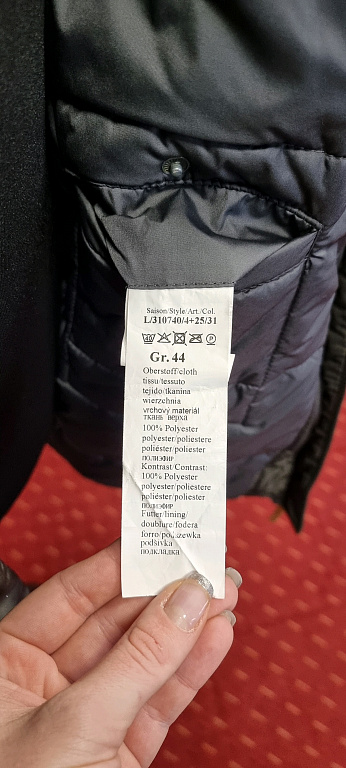 Saison/Style/Art./Col.
L/310740/4+25/31
Gr. 44
Oberstoff/cloth
tissu/tessuto
tejido/tkanina
wierzchnia
vrchový materiál
ткань верха
100% Polyester
polyester/poliestere
poliéster/poliester
полиэфир
Kontrast/Contrast:
100% Polyester
polyester/poliestere
poliéster/poliester
полиэфир
Futter/lining/
doublure/fodera
forro/podszewka
podšivka
подкладка